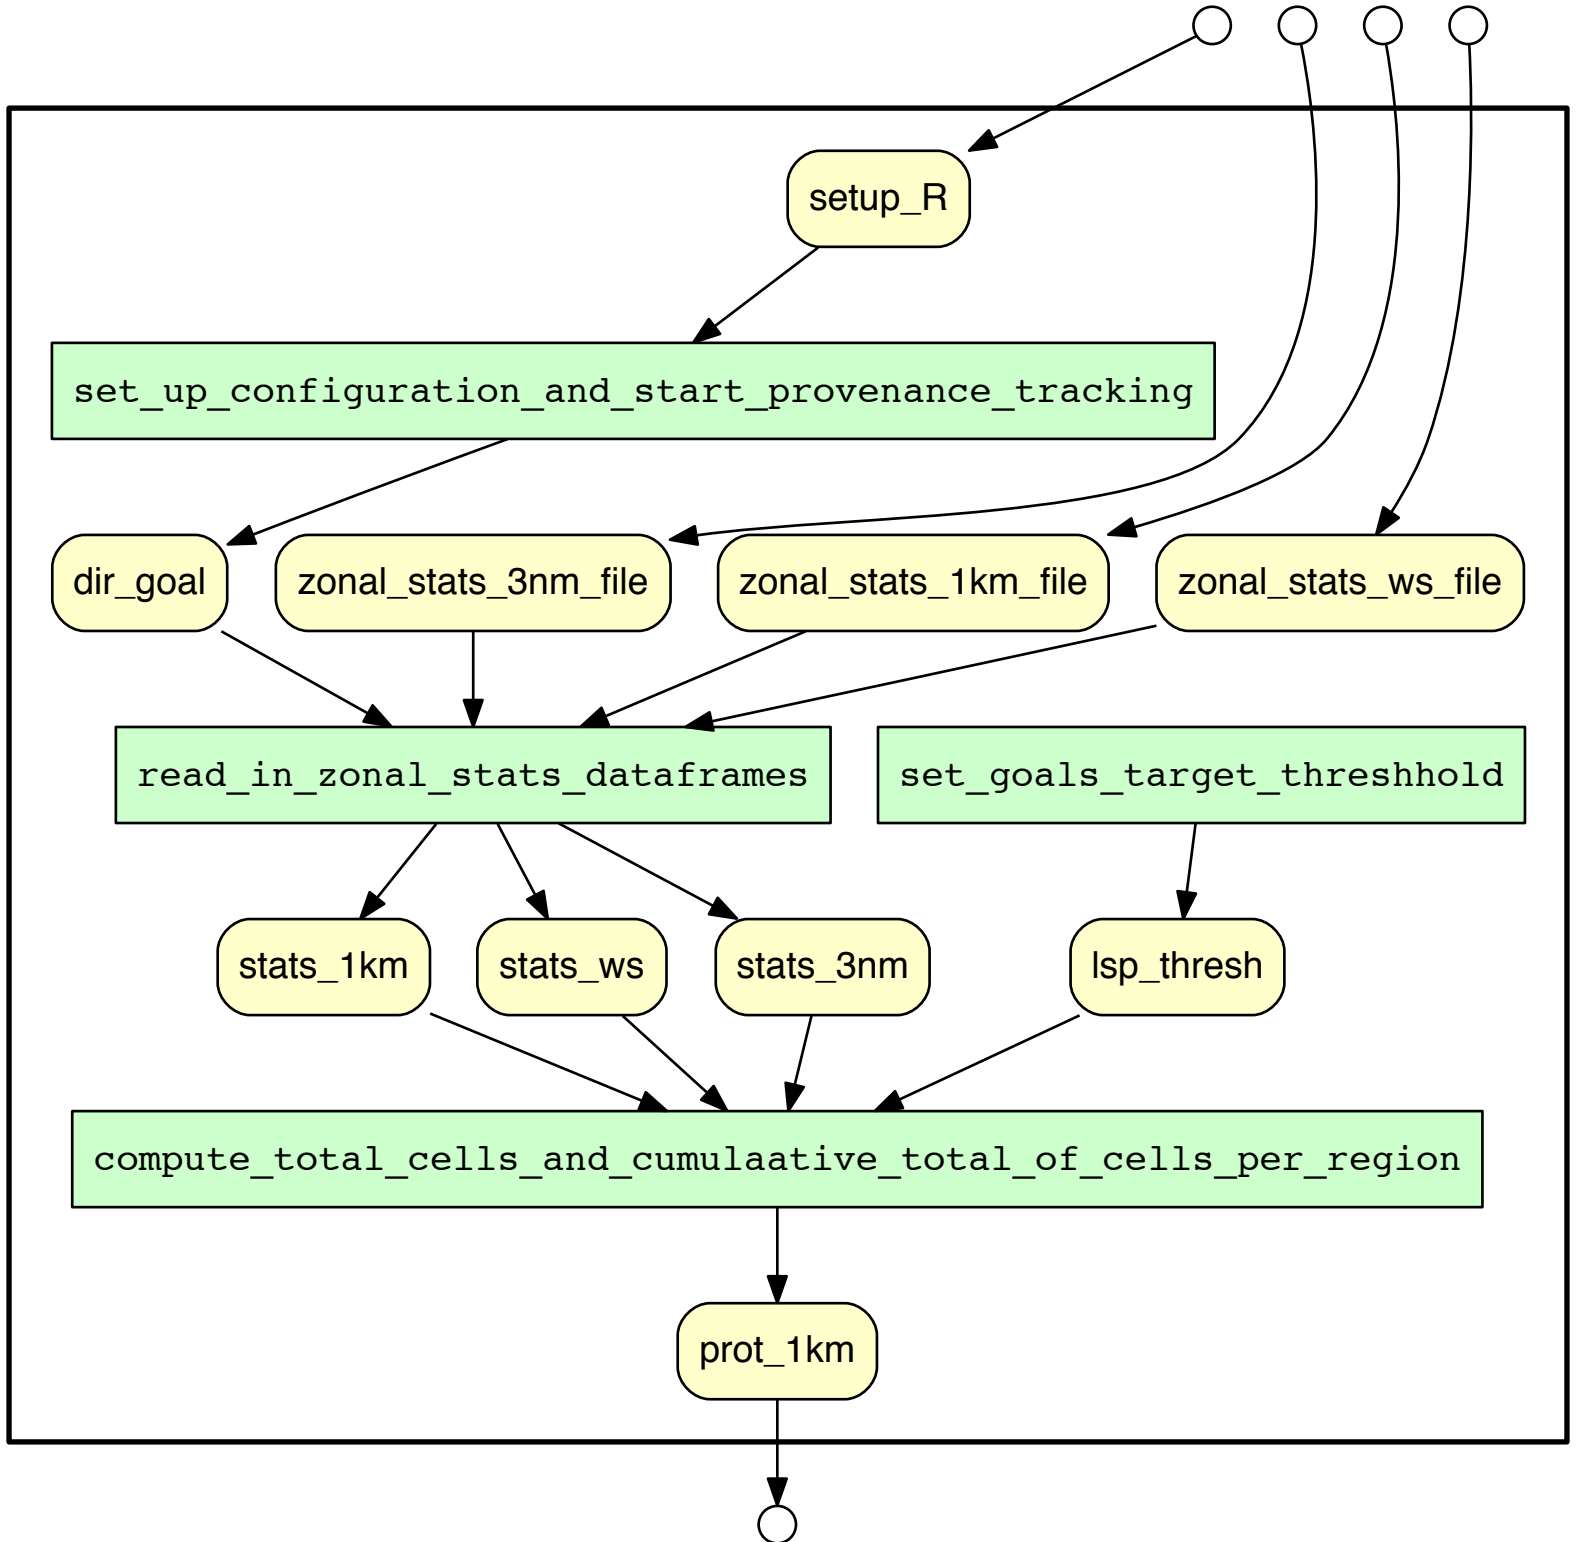 setup_R
set_up_configuration_and_start_provenance_tracking
dir_goal
zonal_stats_3nm_file
zonal_stats_1km_file
zonal_stats_ws_file
read_in_zonal_stats_dataframes
set_goals_target_threshhold
stats_1km
stats_ws
stats_3nm
lsp_thresh
compute_total_cells_and_cumulaative_total_of_cells_per_region
prot_1km